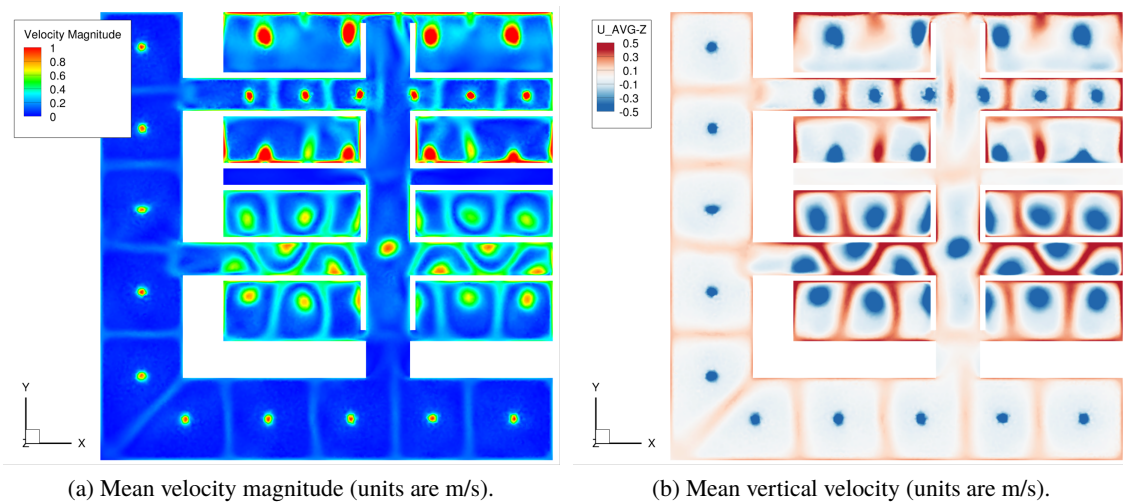 Velocity Magnitude
1
0.8
0.6
0.4
0.2
0
Y
Z
X
U_AVG-Z
0.5
0.3
0.1
-0.1
-0.3
-0.5
Y
Z
X
(a) Mean velocity magnitude (units are m/s).
(b) Mean vertical velocity (units are m/s).